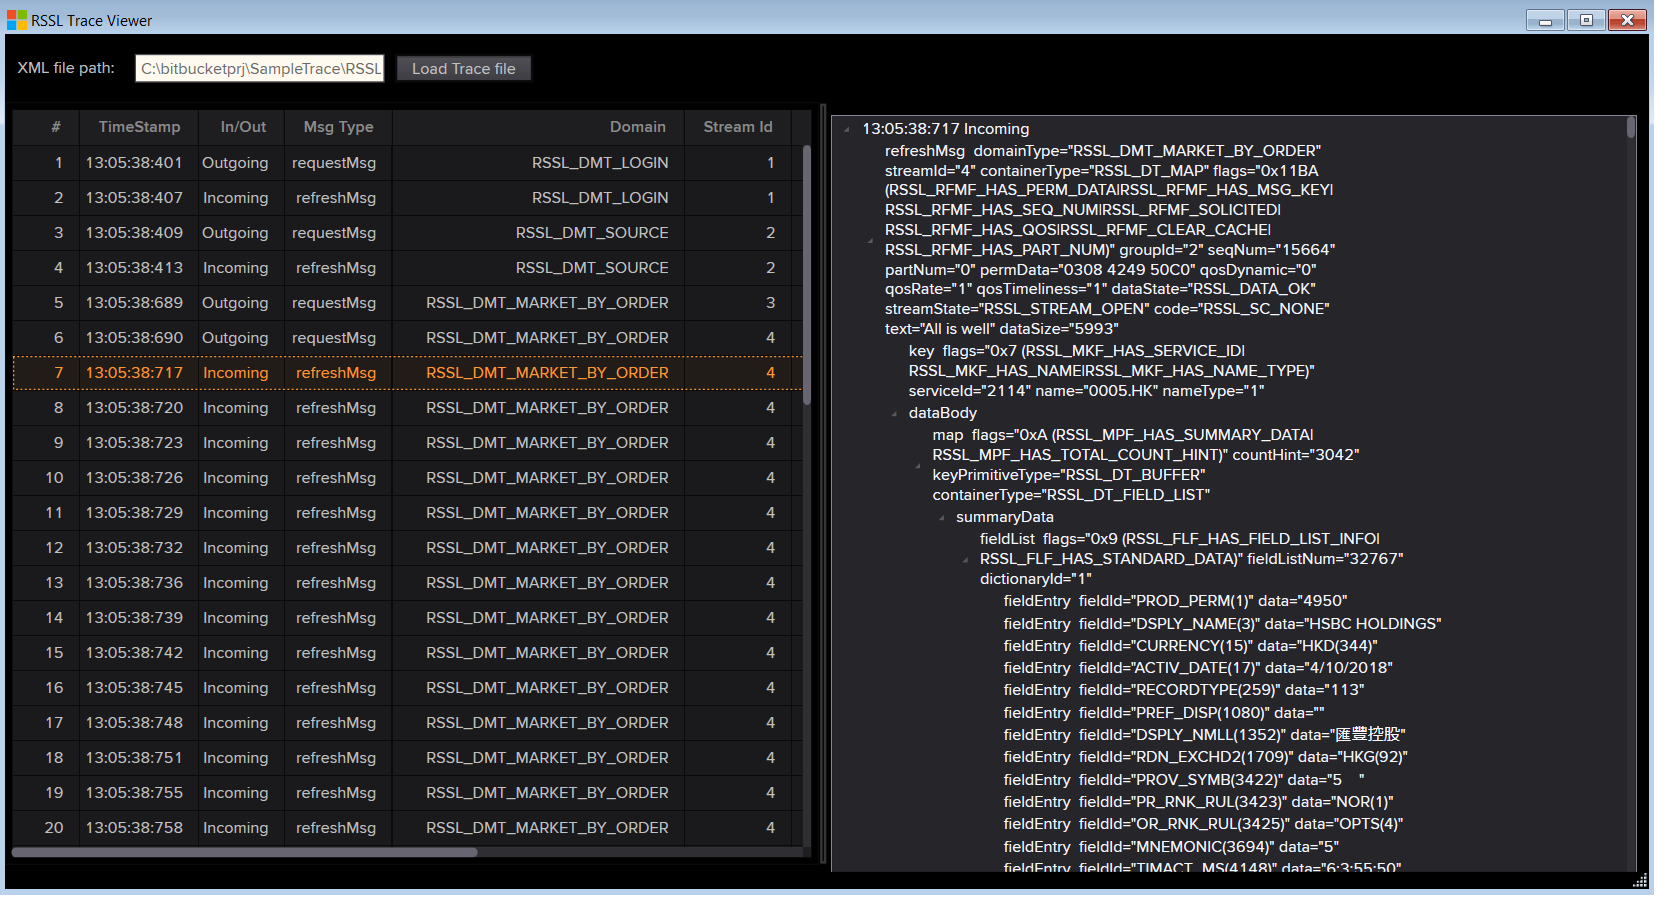 RSSL Trace Viewer
XML file path: C:\bitbucketprj\SampleTrace\RSSL Load Trace file
# TimeStamp In/Out Msg Type Domain Stream Id
1 13:05:38:401 Outgoing requestMsg RSSL_DMT_LOGIN 1
2 13:05:38:407 Incoming refreshMsg RSSL_DMT_LOGIN 1
3 13:05:38:409 Outgoing requestMsg RSSL_DMT_SOURCE 2
4 13:05:38:413 Incoming refreshMsg RSSL_DMT_SOURCE 2
5 13:05:38:689 Outgoing requestMsg RSSL_DMT_MARKET_BY_ORDER 3
6 13:05:38:690 Outgoing requestMsg RSSL_DMT_MARKET_BY_ORDER 4
7 13:05:38:717 Incoming refreshMsg RSSL_DMT_MARKET_BY_ORDER 4
8 13:05:38:720 Incoming refreshMsg RSSL_DMT_MARKET_BY_ORDER 4
9 13:05:38:723 Incoming refreshMsg RSSL_DMT_MARKET_BY_ORDER 4
10 13:05:38:726 Incoming refreshMsg RSSL_DMT_MARKET_BY_ORDER 4
11 13:05:38:729 Incoming refreshMsg RSSL_DMT_MARKET_BY_ORDER 4
12 13:05:38:732 Incoming refreshMsg RSSL_DMT_MARKET_BY_ORDER 4
13 13:05:38:736 Incoming refreshMsg RSSL_DMT_MARKET_BY_ORDER 4
14 13:05:38:739 Incoming refreshMsg RSSL_DMT_MARKET_BY_ORDER 4
15 13:05:38:742 Incoming refreshMsg RSSL_DMT_MARKET_BY_ORDER 4
16 13:05:38:745 Incoming refreshMsg RSSL_DMT_MARKET_BY_ORDER 4
17 13:05:38:748 Incoming refreshMsg RSSL_DMT_MARKET_BY_ORDER 4
18 13:05:38:751 Incoming refreshMsg RSSL_DMT_MARKET_BY_ORDER 4
19 13:05:38:755 Incoming refreshMsg RSSL_DMT_MARKET_BY_ORDER 4
20 13:05:38:758 Incoming refreshMsg RSSL_DMT_MARKET_BY_ORDER 4
13:05:38:717 Incoming
refreshMsg domainType="RSSL_DMT_MARKET_BY_ORDER"
streamId="4" containerType="RSSL_DT_MAP" flags="0x11BA
(RSSL_RFMF_HAS_PERM_DATA|RSSL_RFMF_HAS_MSG_KEY|
RSSL_RFMF_HAS_SEQ_NUM|RSSL_RFMF_SOLICITED|
RSSL_RFMF_HAS_QOS|RSSL_RFMF_CLEAR_CACHE|
RSSL_RFMF_HAS_PART_NUM)" groupId="2" seqNum="15664"
partNum="0" permData="0308 4249 50C0" qosDynamic="0"
qosRate="1" qosTimeliness="1" dataState="RSSL_DATA_OK"
streamState="RSSL_STREAM_OPEN" code="RSSL_SC_NONE"
text="All is well" dataSize="5993"
key flags="0x7 (RSSL_MKF_HAS_SERVICE_ID|
RSSL_MKF_HAS_NAME|RSSL_MKF_HAS_NAME_TYPE)"
serviceId="2114" name="0005.HK" nameType="1"
dataBody
map flags="0xA (RSSL_MPF_HAS_SUMMARY_DATA|
RSSL_MPF_HAS_TOTAL_COUNT_HINT)" countHint="3042"
keyPrimitiveType="RSSL_DT_BUFFER"
containerType="RSSL_DT_FIELD_LIST"
summaryData
fieldList flags="0x9 (RSSL_FLF_HAS_FIELD_LIST_INFO|
RSSL_FLF_HAS_STANDARD_DATA)" fieldListNum="32767"
dictionaryId="1"
fieldEntry fieldId="PROD_PERM(1)" data="4950"
fieldEntry fieldId="DSPLY_NAME(3)" data="HSBC HOLDINGS"
fieldEntry fieldId="CURRENCY(15)" data="HKD(344)"
fieldEntry fieldId="ACTIV_DATE(17)" data="4/10/2018"
fieldEntry fieldId="RECORDTYPE(259)" data="113"
fieldEntry fieldId="PREF_DISP(1080)" data=""
fieldEntry fieldId="DSPLY_NMLL(1352)" data="匯豐控股"
fieldEntry fieldId="RDN_EXCHD2(1709)" data="HKG(92)"
fieldEntry fieldId="PROV_SYMB(3422)" data="5    "
fieldEntry fieldId="PR_RNK_RUL(3423)" data="NOR(1)"
fieldEntry fieldId="OR_RNK_RUL(3425)" data="OPTS(4)"
fieldEntry fieldId="MNEMONIC(3694)" data="5"
fieldEntry fieldId="TIMACT_MS(4148)" data="6:3:55:50"